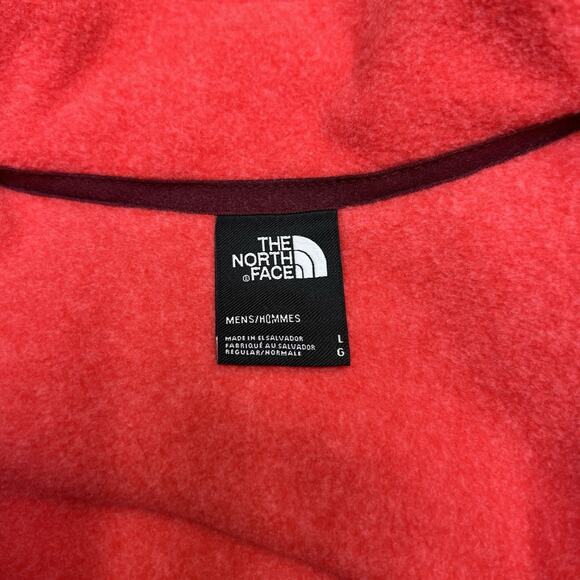 THE
NORTH
FACE
MENS/HOMMES
MADE IN EL SALVADOR L
FABRIQUÉ AU SALVADOR G
REGULAR/NORMALE